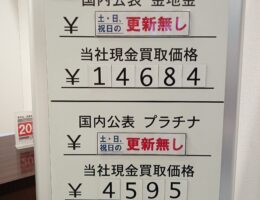 国内公表 金地金
¥ 土・日、祝日の 更新無し
当社現金買取価格
¥ 14684
国内公表 プラチナ
¥ 土・日、祝日の 更新無し
当社現金買取価格
¥ 4595
20